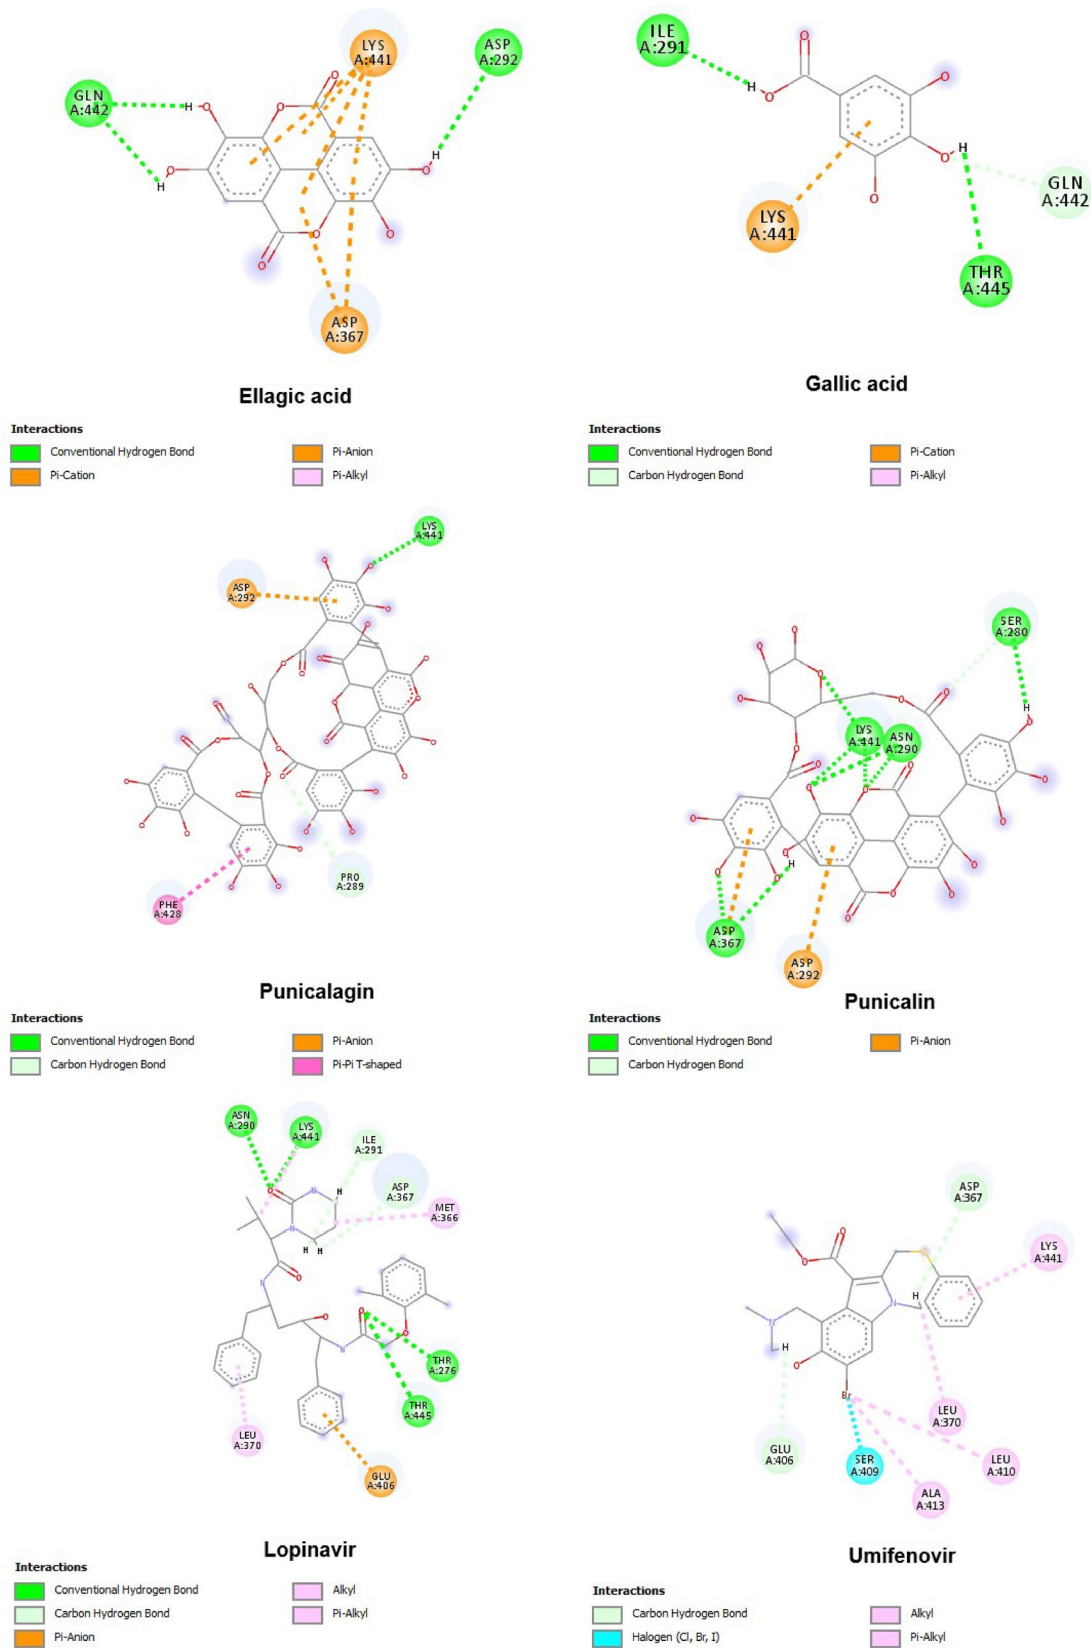 LYS
A:441
ASP
A:292
GLN
A:442
ASP
A:367
H
O
O
O
H
O
O
H
O
O
O
Ellagic acid
Interactions
Conventional Hydrogen Bond
Pi-Cation
Pi-Anion
Pi-Alkyl
ILE
A:291
LYS
A:441
GLN
A:442
THR
A:445
O
H
O
O
H
O
O
Gallic acid
Interactions
Conventional Hydrogen Bond
Carbon Hydrogen Bond
Pi-Cation
Pi-Alkyl
LYS
A:441
ASP
A:292
PRO
A:289
PHE
A:428
Punicalagin
Interactions
Conventional Hydrogen Bond
Carbon Hydrogen Bond
Pi-Anion
Pi-Pi T-shaped
SER
A:280
LYS
A:441
ASN
A:290
ASP
A:367
ASP
A:292
H
H
Punicalin
Interactions
Conventional Hydrogen Bond
Carbon Hydrogen Bond
Pi-Anion
ASN
A:290
LYS
A:441
ILE
A:291
ASP
A:367
MET
A:366
THR
A:276
THR
A:445
LEU
A:370
GLU
A:406
H
H H
Lopinavir
Interactions
Conventional Hydrogen Bond
Carbon Hydrogen Bond
Pi-Anion
Alkyl
Pi-Alkyl
ASP
A:367
LYS
A:441
LEU
A:370
LEU
A:410
GLU
A:406
SER
A:409
ALA
A:413
H
H
Br
Umifenovir
Interactions
Carbon Hydrogen Bond
Halogen (Cl, Br, I)
Alkyl
Pi-Alkyl